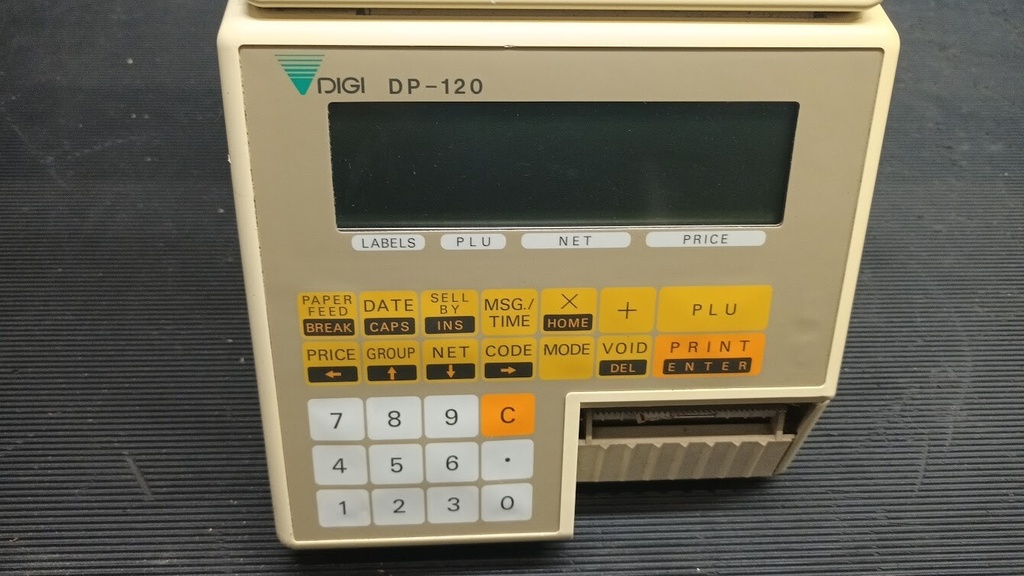 DIGI DP-120
LABELS PLU NET PRICE
PAPER FEED BREAK
DATE CAPS
SELL BY INS
MSG./TIME
× HOME
+
PLU
PRICE ←
GROUP ↑
NET ↓
CODE →
MODE
VOID DEL
PRINT ENTER
7 8 9 C
4 5 6 .
1 2 3 0